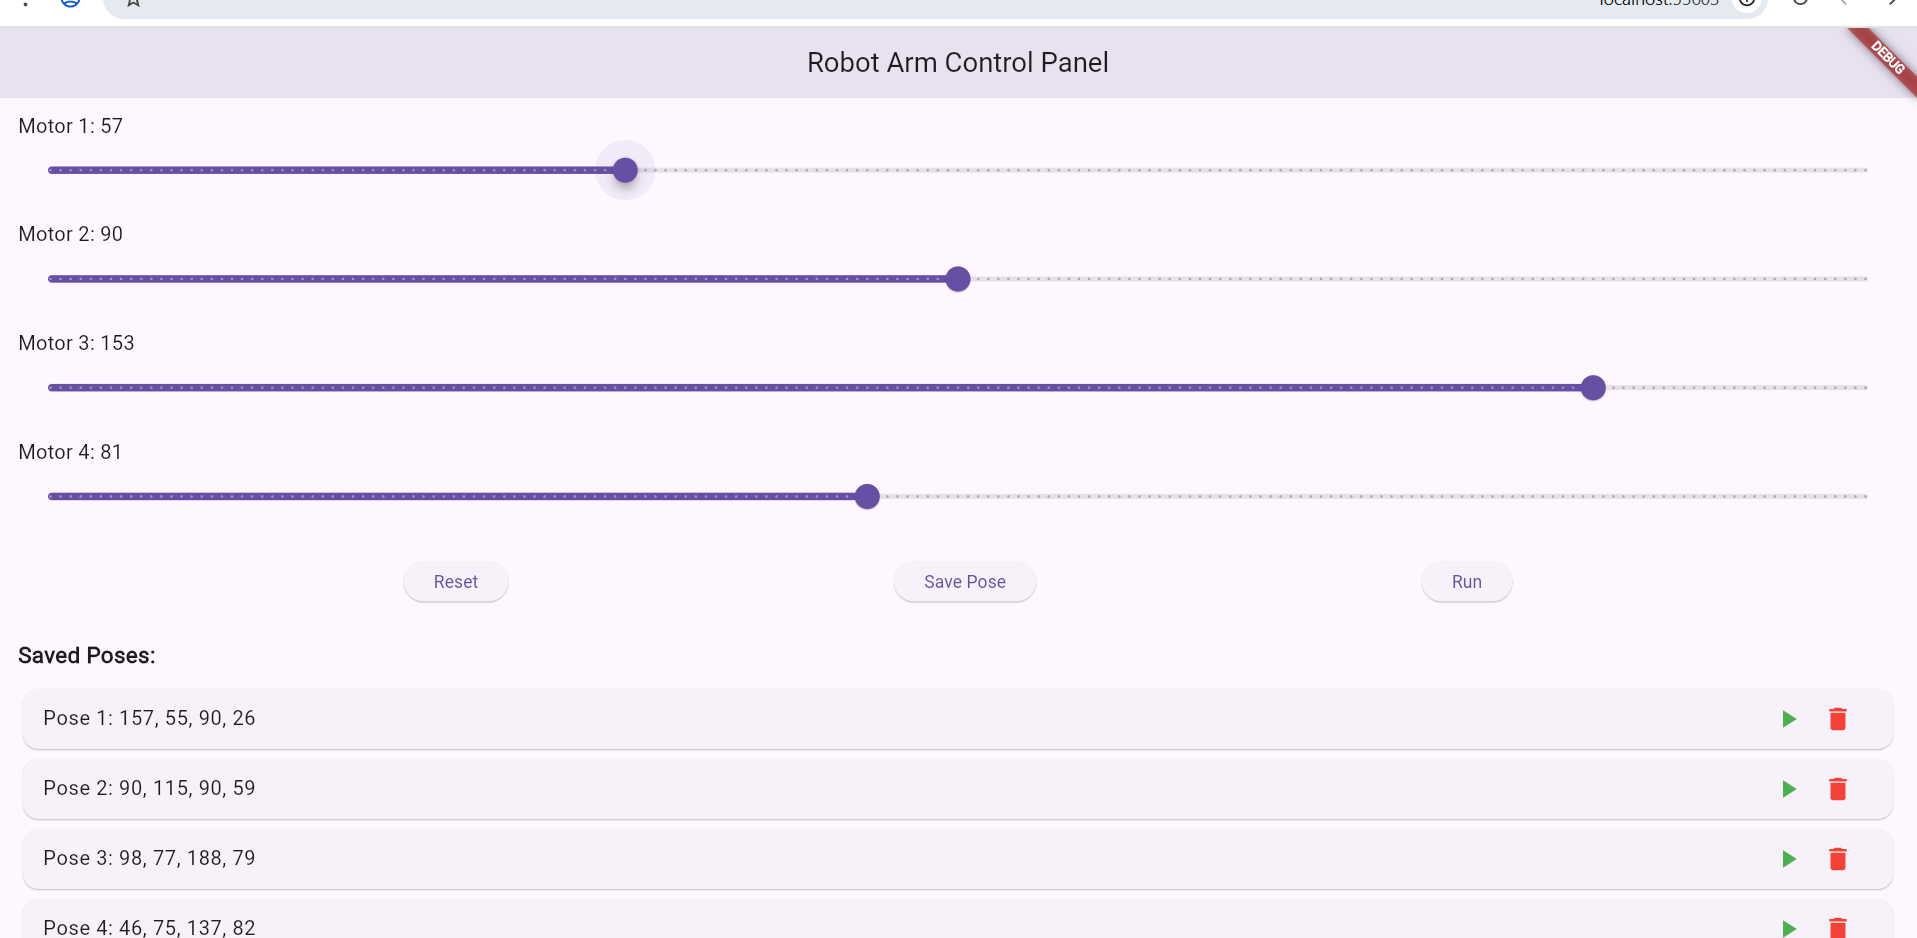 Robot Arm Control Panel
DEBUG
Motor 1: 57
Motor 2: 90
Motor 3: 153
Motor 4: 81
Reset Save Pose Run
Saved Poses:
Pose 1: 157, 55, 90, 26
Pose 2: 90, 115, 90, 59
Pose 3: 98, 77, 188, 79
Pose 4: 46, 75, 137, 82